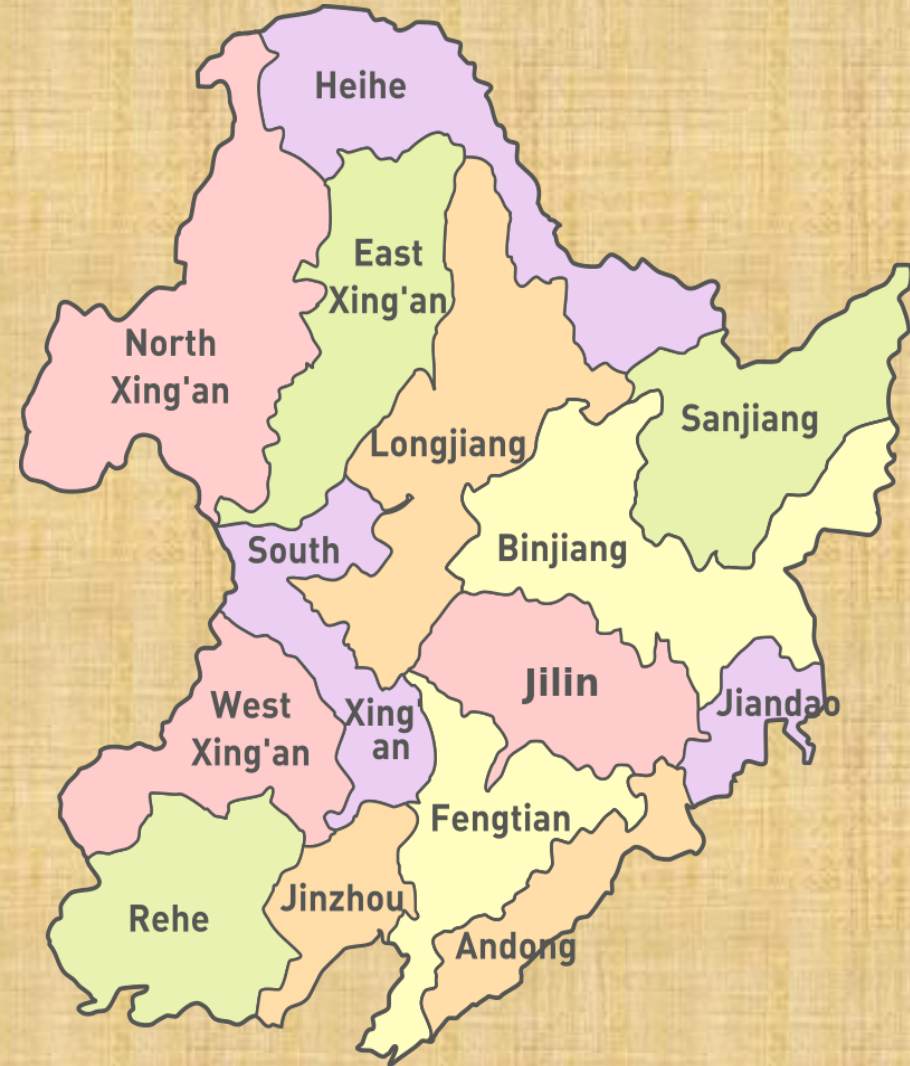 Heihe
East
Xing'an
North
Xing'an
Sanjiang
Longjiang
South
Binjiang
Jilin
West
Xing'an
Xing'
an
Jiandao
Fengtian
Jinzhou
Rehe
Andong